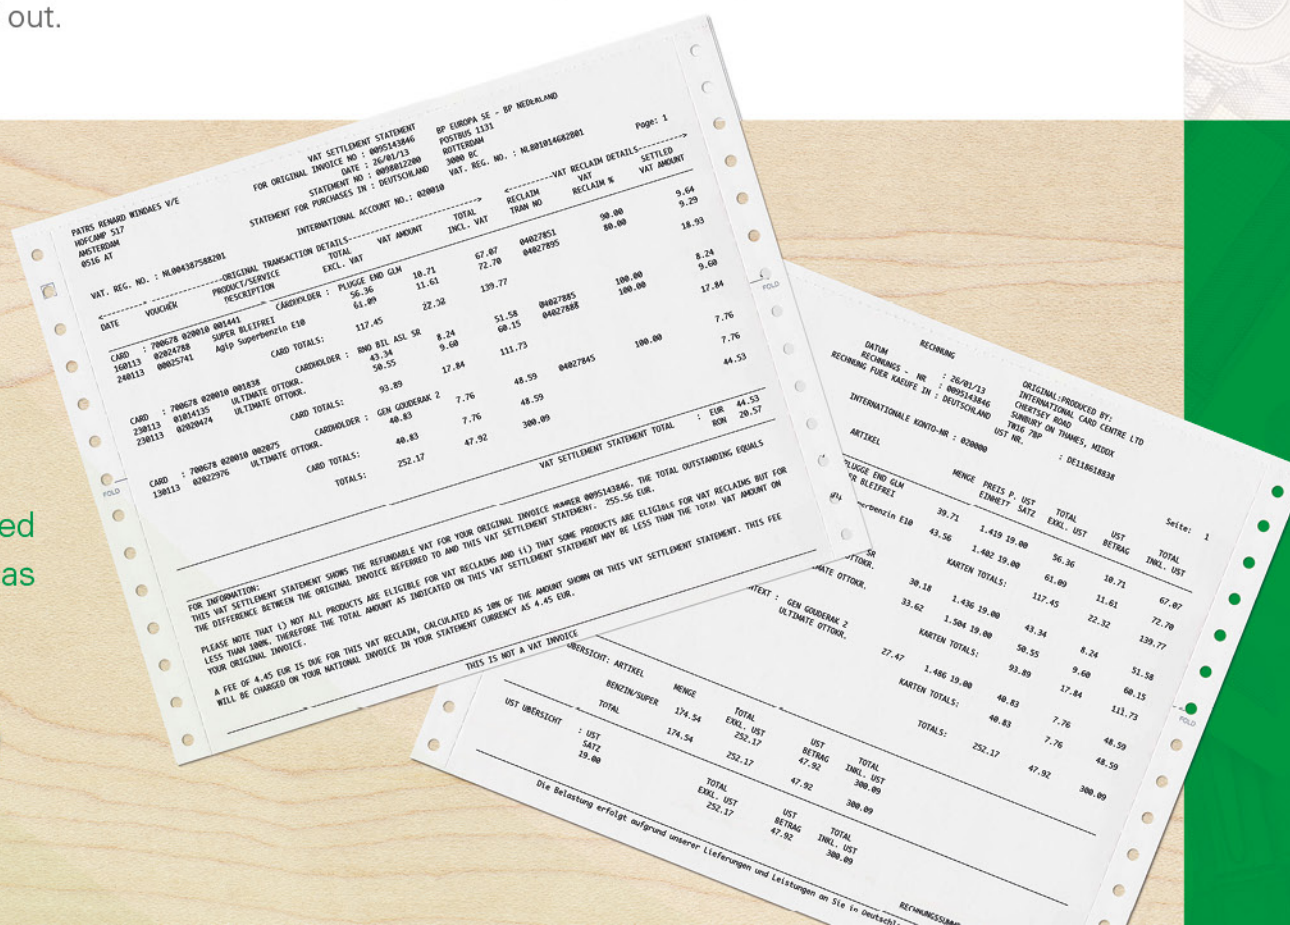 out.
ed
as
VAT SETTLEMENT STATEMENT
FOR ORIGINAL INVOICE NO : 0095143846
DATE : 26/01/13
STATEMENT NO : 0098012200
STATEMENT FOR PURCHASES IN : DEUTSCHLAND
BP EUROPA SE - BP NEDERLAND
POSTBUS 1131
ROTTERDAM
3000 BC
VAT. REG. NO. : NL801014682B01
Page: 1
PATRS RENARD WINDAES V/E
HOFCAMP 517
AMSTERDAM
0516 AT
INTERNATIONAL ACCOUNT NO.: 020010
VAT. REG. NO. : NL004387588201
<----------ORIGINAL TRANSACTION DETAILS----------> <----------VAT RECLAIM DETAILS---------->
DATE VOUCHER PRODUCT/SERVICE DESCRIPTION TOTAL EXCL. VAT VAT AMOUNT TOTAL INCL. VAT RECLAIM TRAN NO VAT RECLAIM % SETTLED VAT AMOUNT
CARD : 700678 020010 001441 CARDHOLDER : PLUGGE END GLM
160113 02024788 SUPER BLEIFREI 56.36 10.71 67.07 04027851 90.00 9.64
240113 00025741 Agip Superbenzin E10 61.09 11.61 72.70 04027895 80.00 9.29
CARD TOTALS: 117.45 22.32 139.77 18.93
CARD : 700678 020010 001838 CARDHOLDER : RNO BIL ASL SR
230113 01014135 ULTIMATE OTTOKR. 43.34 8.24 51.58 04027885 100.00 8.24
230113 02020474 ULTIMATE OTTOKR. 50.55 9.60 60.15 04027888 100.00 9.60
CARD TOTALS: 93.89 17.84 111.73 17.84
CARD : 700678 020010 002075 CARDHOLDER : GEN GOUDERAK 2
130113 02022976 ULTIMATE OTTOKR. 40.83 7.76 48.59 04027845 100.00 7.76
CARD TOTALS: 40.83 7.76 48.59 7.76
TOTALS: 252.17 47.92 300.09 44.53
VAT SETTLEMENT STATEMENT TOTAL : EUR 44.53
RON 20.57
FOR INFORMATION:
THIS VAT SETTLEMENT STATEMENT SHOWS THE REFUNDABLE VAT FOR YOUR ORIGINAL INVOICE NUMBER 0095143846. THE TOTAL OUTSTANDING EQUALS
THE DIFFERENCE BETWEEN THE ORIGINAL INVOICE REFERRED TO AND THIS VAT SETTLEMENT STATEMENT. 255.56 EUR.
PLEASE NOTE THAT i) NOT ALL PRODUCTS ARE ELIGIBLE FOR VAT RECLAIMS AND ii) THAT SOME PRODUCTS ARE ELIGIBLE FOR VAT RECLAIMS BUT FOR
LESS THAN 100%. THEREFORE THE TOTAL AMOUNT AS INDICATED ON THIS VAT SETTLEMENT STATEMENT MAY BE LESS THAN THE TOTAL VAT AMOUNT ON
YOUR ORIGINAL INVOICE.
A FEE OF 4.45 EUR IS DUE FOR THIS VAT RECLAIM, CALCULATED AS 10% OF THE AMOUNT SHOWN ON THIS VAT SETTLEMENT STATEMENT. THIS FEE
WILL BE CHARGED ON YOUR NATIONAL INVOICE IN YOUR STATEMENT CURRENCY AS 4.45 EUR.
THIS IS NOT A VAT INVOICE
FOLD
FOLD
RECHNUNG
DATUM : 26/01/13
RECHNUNGS - NR : 0095143846
RECHNUNG FUER KAEUFE IN : DEUTSCHLAND
ORIGINAL:PRODUCED BY:
INTERNATIONAL CARD CENTRE LTD
CHERTSEY ROAD
SUNBURY ON THAMES, MIDDX
TW16 7BP
UST NR. : DE118618838
INTERNATIONALE KONTO-NR : 020000
Seite: 1
ARTIKEL MENGE PREIS P. EINHEIT UST SATZ TOTAL EXKL. UST UST BETRAG TOTAL INKL. UST
PLUGGE END GLM
ER BLEIFREI 39.71 1.419 19.00 56.36 10.71 67.07
erbenzin E10 43.56 1.402 19.00 61.09 11.61 72.70
KARTEN TOTALS: 117.45 22.32 139.77
SR
OTTOKR. 30.18 1.436 19.00 43.34 8.24 51.58
MATE OTTOKR. 33.62 1.504 19.00 50.55 9.60 60.15
KARTEN TOTALS: 93.89 17.84 111.73
TEXT : GEN GOUDERAK 2
ULTIMATE OTTOKR. 27.47 1.486 19.00 40.83 7.76 48.59
KARTEN TOTALS: 40.83 7.76 48.59
TOTALS: 252.17 47.92 300.09
FOLD
UBERSICHT: ARTIKEL MENGE TOTAL EXKL. UST UST BETRAG TOTAL INKL. UST
BENZIN/SUPER 174.54 252.17 47.92 300.09
TOTAL 174.54 252.17 47.92 300.09
UST UBERSICHT : UST SATZ TOTAL EXKL. UST UST BETRAG TOTAL INKL. UST
19.00 252.17 47.92 300.09
Die Belastung erfolgt aufgrund unserer Lieferungen und Leistungen an Sie in Deutschl
RECHNUNGSSUMM